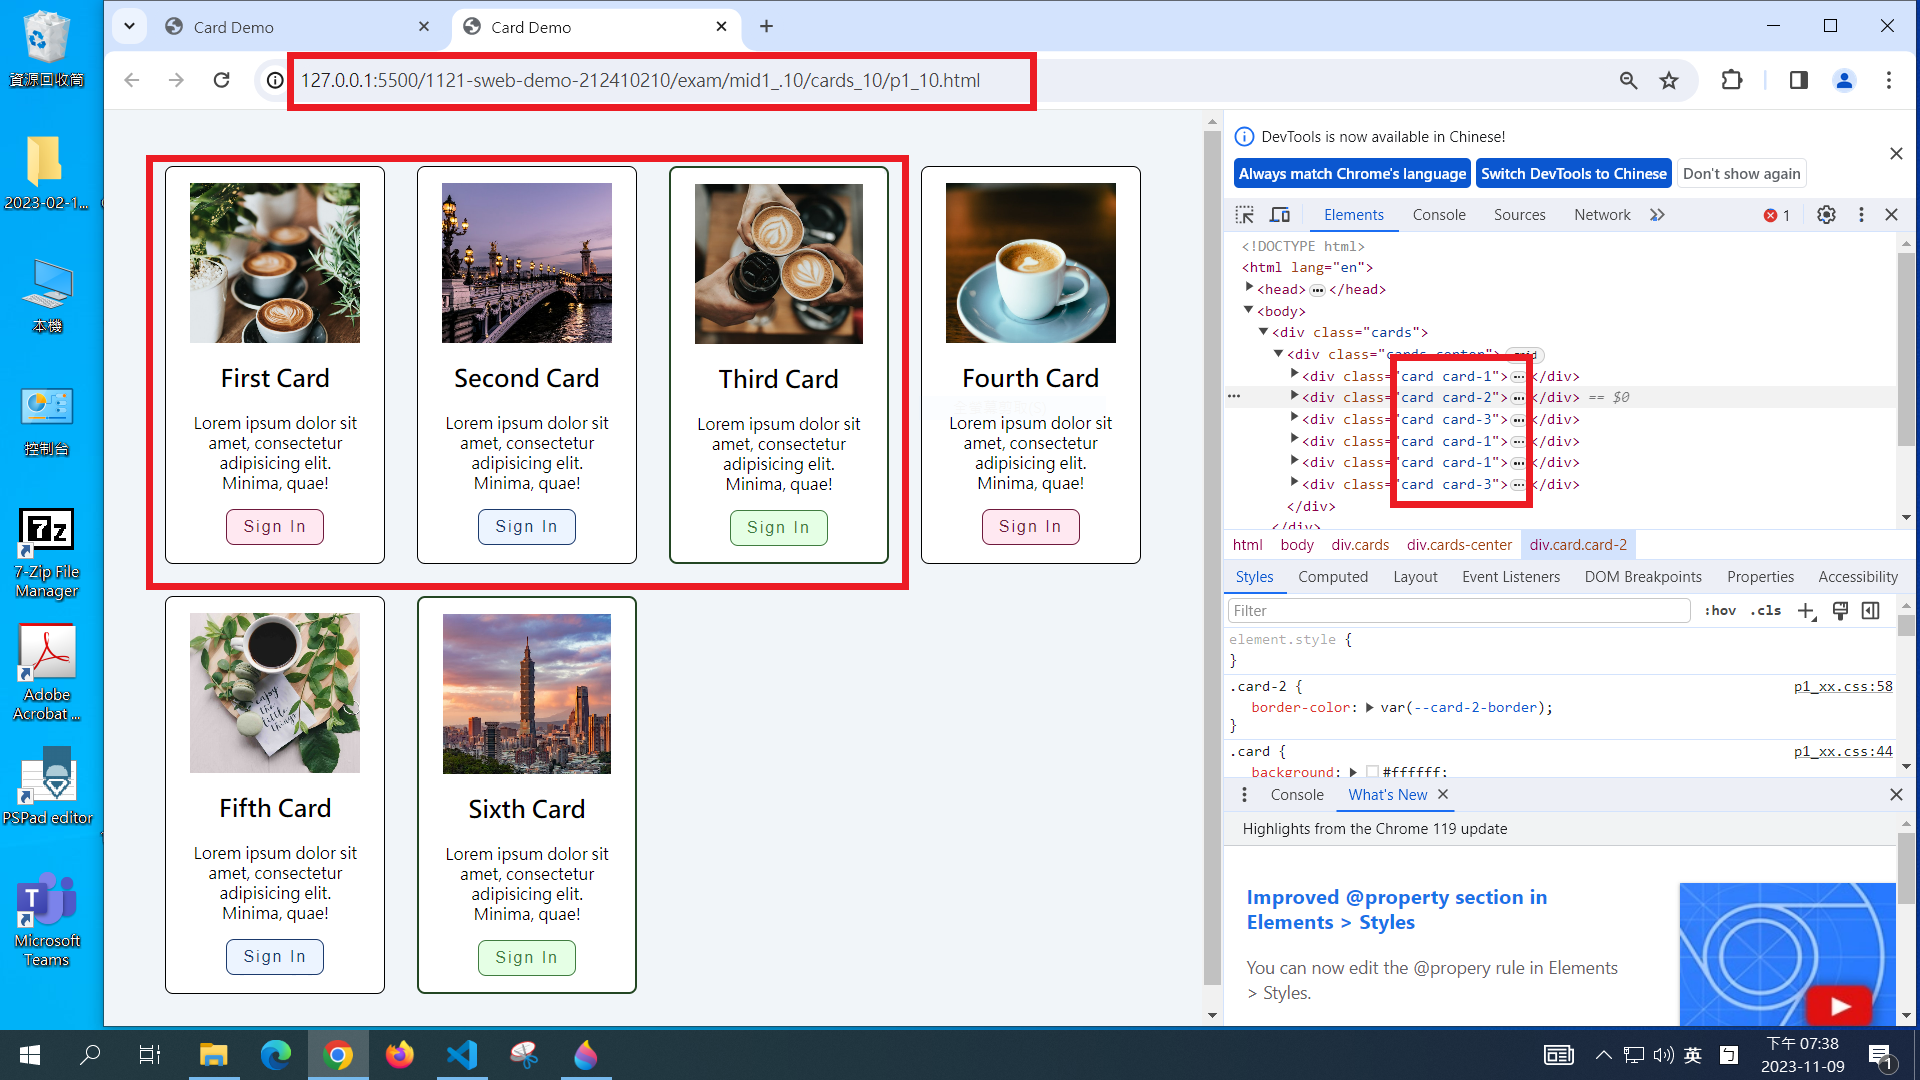 資源回收筒
2023-02-1...
本機
控制台
7-Zip File
Manager
Adobe
Acrobat ...
PSPad editor
Microsoft
Teams
Card Demo
Card Demo
127.0.0.1:5500/1121-sweb-demo-212410210/exam/mid1_.10/cards_10/p1_10.html
First Card
Lorem ipsum dolor sit
amet, consectetur
adipisicing elit.
Minima, quae!
Sign In
Second Card
Lorem ipsum dolor sit
amet, consectetur
adipisicing elit.
Minima, quae!
Sign In
Third Card
Lorem ipsum dolor sit
amet, consectetur
adipisicing elit.
Minima, quae!
Sign In
Fourth Card
Lorem ipsum dolor sit
amet, consectetur
adipisicing elit.
Minima, quae!
Sign In
enjoy
the
little
things
Fifth Card
Lorem ipsum dolor sit
amet, consectetur
adipisicing elit.
Minima, quae!
Sign In
Sixth Card
Lorem ipsum dolor sit
amet, consectetur
adipisicing elit.
Minima, quae!
Sign In
DevTools is now available in Chinese!
Always match Chrome's language Switch DevTools to Chinese Don't show again
Elements Console Sources Network 1
<!DOCTYPE html>
<html lang="en">
<head> ... </head>
<body>
<div class="cards">
<div class="cards-center">
<div class="card card-1"> ... </div>
<div class="card card-2"> ... </div> == $0
<div class="card card-3"> ... </div>
<div class="card card-1"> ... </div>
<div class="card card-1"> ... </div>
<div class="card card-3"> ... </div>
</div>
</div>
html body div.cards div.cards-center div.card.card-2
Styles Computed Layout Event Listeners DOM Breakpoints Properties Accessibility
Filter :hov .cls
element.style {
}
.card-2 { p1_xx.css:58
border-color: var(--card-2-border);
}
.card { p1_xx.css:44
background: #ffffff;
Console What's New
Highlights from the Chrome 119 update
Improved @property section in
Elements > Styles
You can now edit the @propery rule in Elements
> Styles.
英
下午 07:38
2023-11-09
1